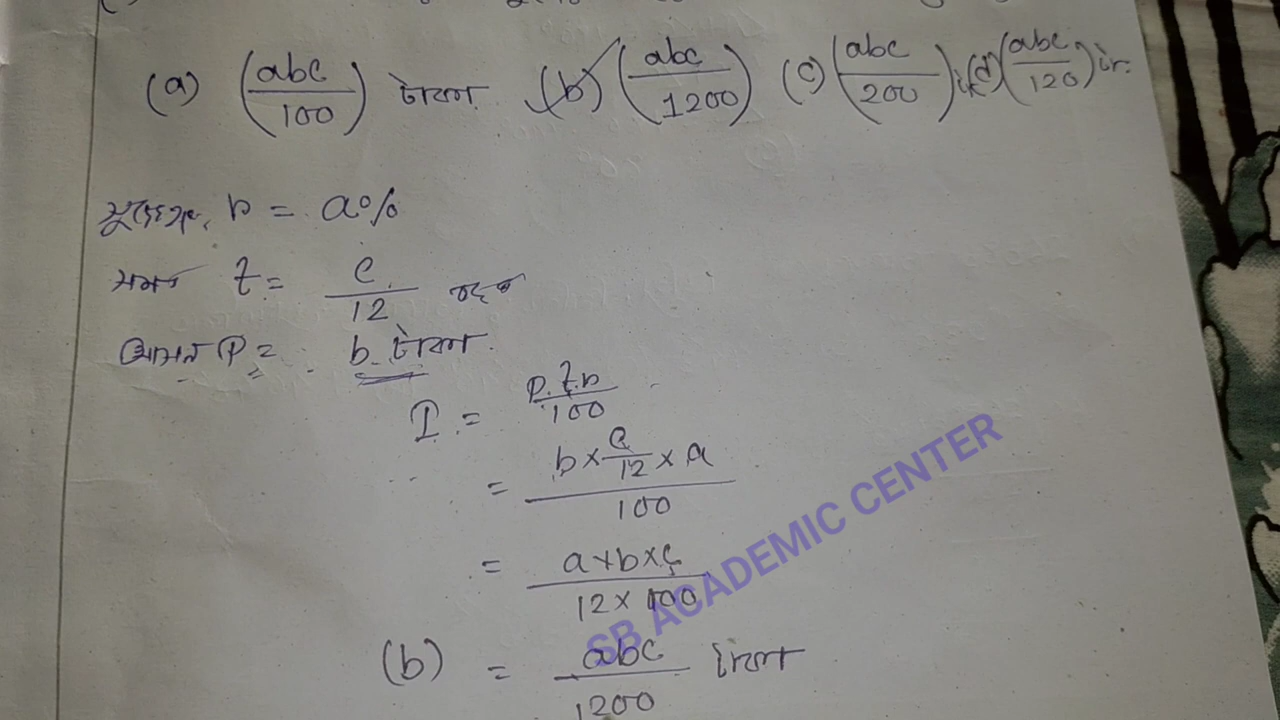 (a) (abc/100) টাকা (b) (abc/1200) (c) (abc/200) (d) (abc/120)
r = a%
সময় t = c/12 বছর
আসল P = b টাকা
I = p.t.r/100
= b × c/12 × a/100
= a×b×c/12×100
(b) = abc/1200 টাকা
SB ACADEMIC CENTER